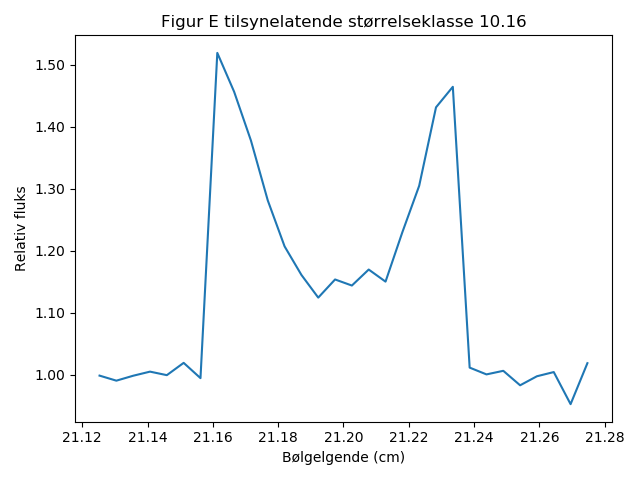 Figur E tilsynelatende størrelseklasse 10.16
1.50
1.40
1.30
1.20
1.10
1.00
Relativ fluks
21.12 21.14 21.16 21.18 21.20 21.22 21.24 21.26 21.28
Bølgelgende (cm)